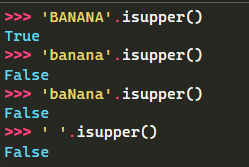 >>> 'BANANA'.isupper()
True
>>> 'banana'.isupper()
False
>>> 'baNana'.isupper()
False
>>> ' '.isupper()
False